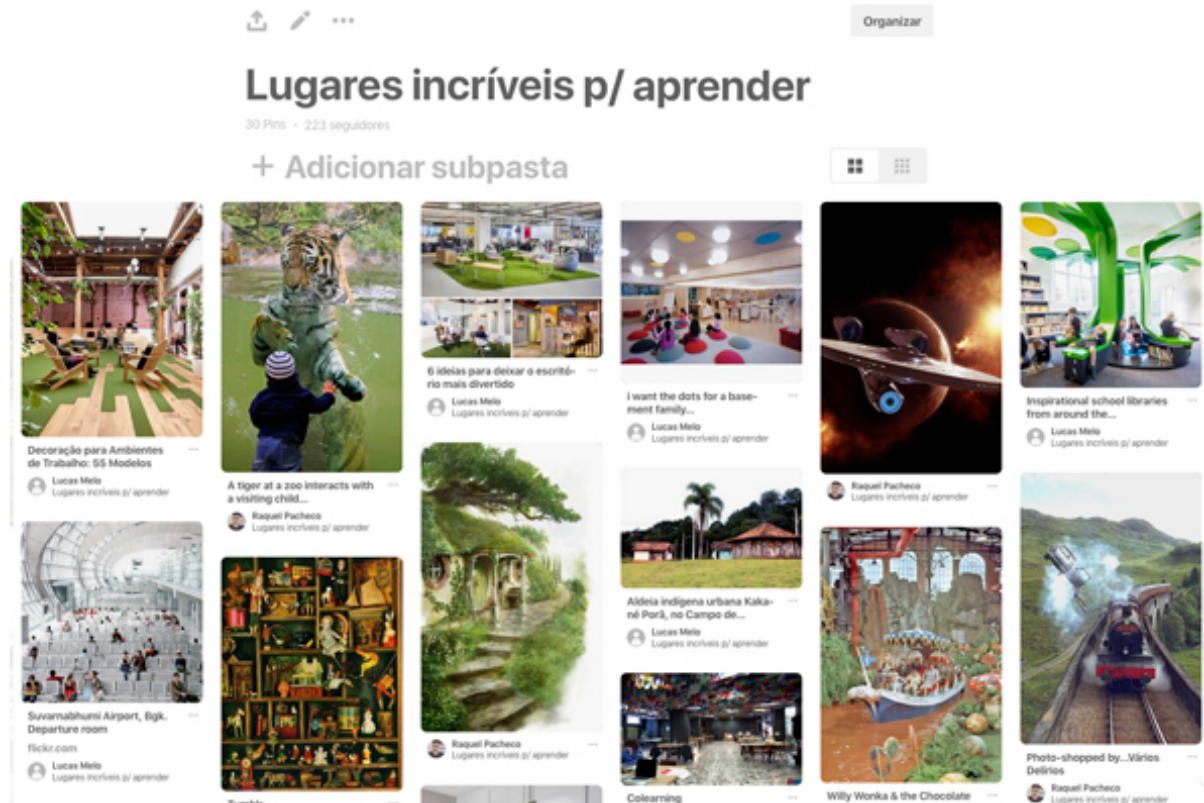 Organizar
Lugares incríveis p/ aprender
30 Pins • 223 seguidores
+ Adicionar subpasta
Decoração para Ambientes
de Trabalho: 55 Modelos
Lucas Melo
Lugares incríveis p/ aprender
Suvarnabhumi Airport, Bgk.
Departure room
flickr.com
Lucas Melo
Lugares incríveis p/ aprender
A tiger at a zoo interacts with
a visiting child...
Raquel Pacheco
Lugares incríveis p/ aprender
6 ideias para deixar o escritó-
rio mais divertido
Lucas Melo
Lugares incríveis p/ aprender
Raquel Pacheco
Lugares incríveis p/ aprender
i want the dots for a base-
ment family...
Lucas Melo
Lugares incríveis p/ aprender
Aldeia indígena urbana Kaka-
né Porã, no Campo de...
Lucas Melo
Lugares incríveis p/ aprender
Colearning
Raquel Pacheco
Lugares incríveis p/ aprender
Willy Wonka & the Chocolate
Inspirational school libraries
from around the...
Lucas Melo
Lugares incríveis p/ aprender
Photo-shopped by...Vários
Delírios
Raquel Pacheco
Lugares incríveis p/ aprender